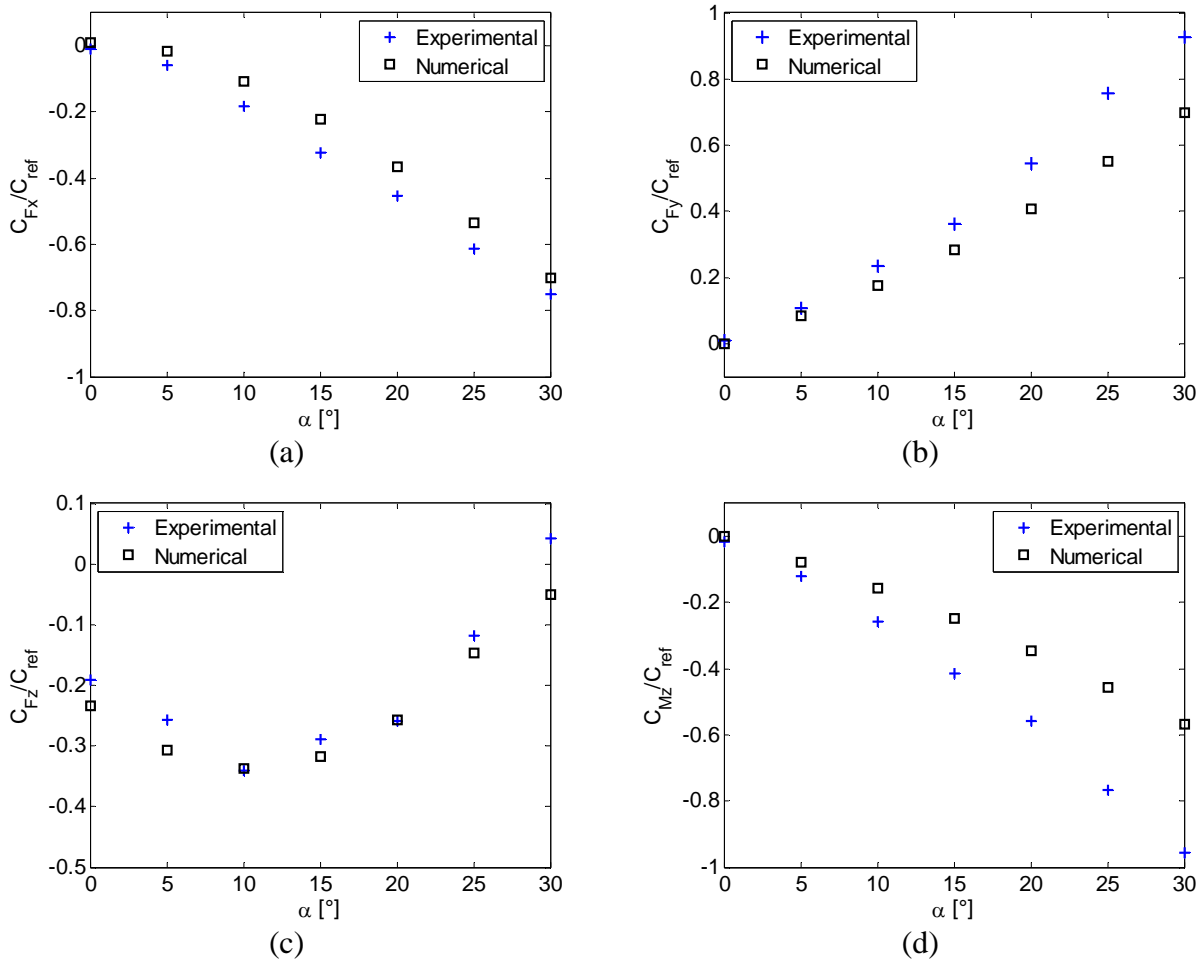 0
-0.2
-0.4
-0.6
-0.8
-1
0 5 10 15 20 25 30
α [°]
C_Fx/C_ref
Experimental
Numerical
(a)
1
0.8
0.6
0.4
0.2
0
0 5 10 15 20 25 30
α [°]
C_Fy/C_ref
Experimental
Numerical
(b)
0.1
0
-0.1
-0.2
-0.3
-0.4
-0.5
0 5 10 15 20 25 30
α [°]
C_Fz/C_ref
Experimental
Numerical
(c)
0
-0.2
-0.4
-0.6
-0.8
-1
0 5 10 15 20 25 30
α [°]
C_Mz/C_ref
Experimental
Numerical
(d)